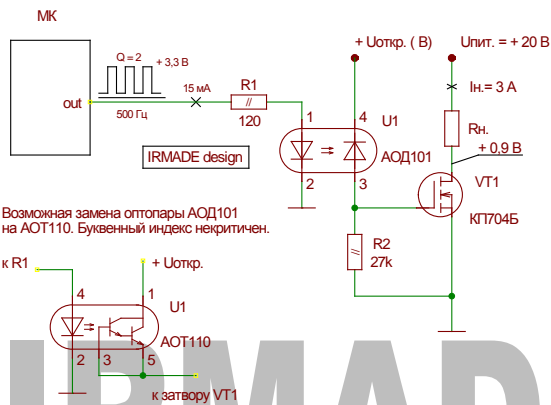 МК
Q = 2
+ 3,3 В
out
500 Гц
15 мА
R1
//
120
IRMADE design
+ Uоткр. ( В)
Uпит. = + 20 В
Iн.= 3 А
Rн.
+ 0,9 В
1
4
U1
АОД101
2
3
VT1
КП704Б
//
R2
27k
Возможная замена оптопары АОД101
на АОТ110. Буквенный индекс некритичен.
к R1
+ Uоткр.
4
1
U1
АОТ110
2
3
5
к затвору VT1
IRMAD